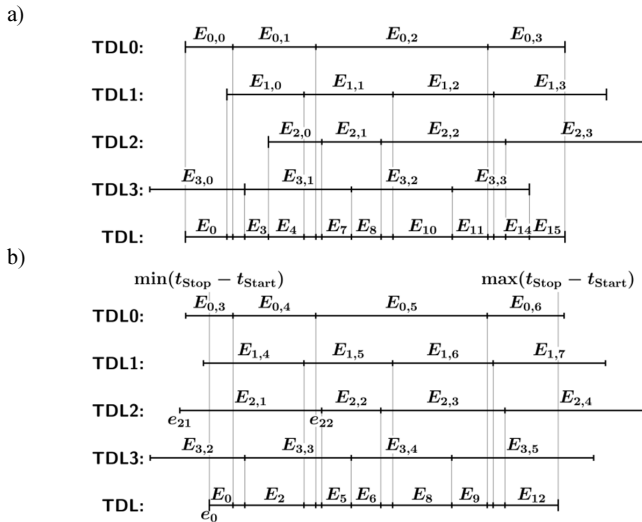 a)
E0,0 E0,1 E0,2 E0,3
TDL0:
E1,0 E1,1 E1,2 E1,3
TDL1:
E2,0 E2,1 E2,2 E2,3
TDL2:
E3,0 E3,1 E3,2 E3,3
TDL3:
E0 E3 E4 E7 E8 E10 E11 E14 E15
TDL:
b)
min(tStop − tStart) max(tStop − tStart)
E0,3 E0,4 E0,5 E0,6
TDL0:
E1,4 E1,5 E1,6 E1,7
TDL1:
E2,1 E2,2 E2,3 E2,4
TDL2:
e21 e22
E3,2 E3,3 E3,4 E3,5
TDL3:
E0 E2 E5 E6 E8 E9 E12
TDL:
e0